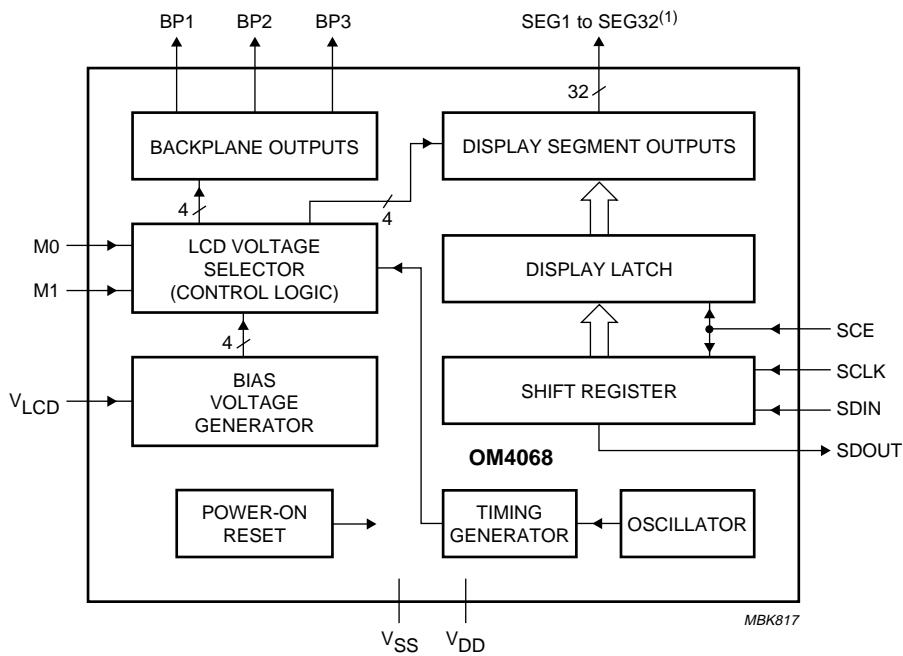 BP1 BP2 BP3 SEG1 to SEG32(1)
32
BACKPLANE OUTPUTS
DISPLAY SEGMENT OUTPUTS
4
4
M0
M1
LCD VOLTAGE
SELECTOR
(CONTROL LOGIC)
DISPLAY LATCH
4
SCE
BIAS
VOLTAGE
GENERATOR
VLCD
SHIFT REGISTER
SCLK
SDIN
SDOUT
OM4068
POWER-ON
RESET
TIMING
GENERATOR
OSCILLATOR
VSS VDD
MBK817